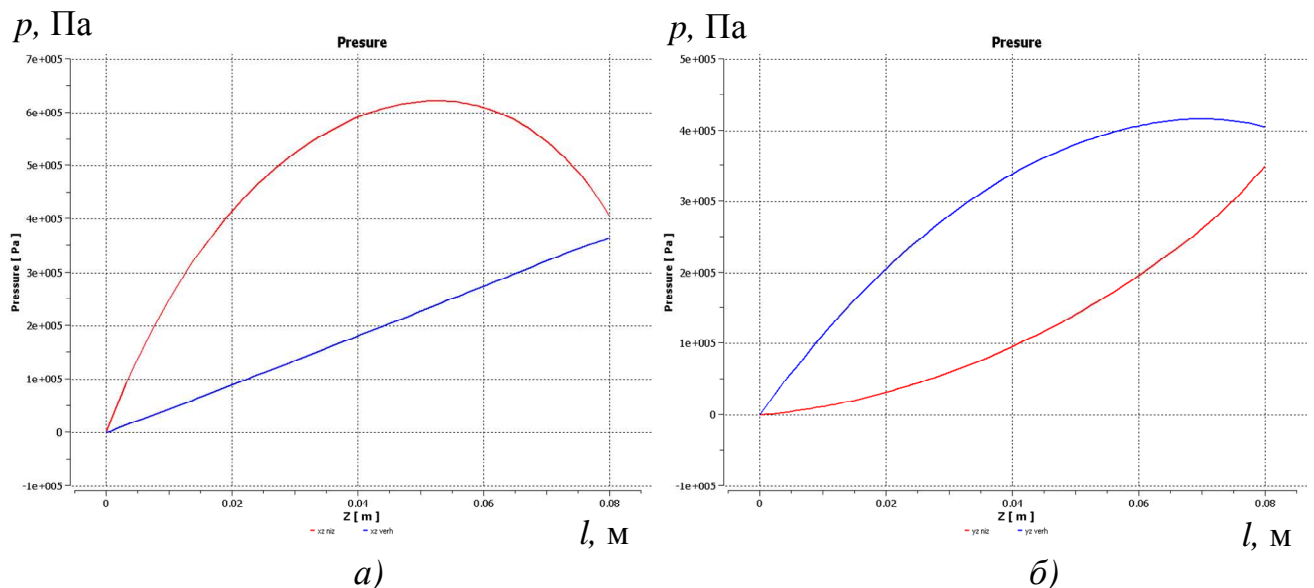 p, Па
Presure
7e+005
6e+005
5e+005
4e+005
3e+005
2e+005
1e+005
0
-1e+005
Pressure [ Pa ]
0
0.02
0.04
0.06
0.08
Z [ m ]
xz niz
xz verh
l, м
а)
p, Па
Presure
5e+005
4e+005
3e+005
2e+005
1e+005
0
-1e+005
Pressure [ Pa ]
0
0.02
0.04
0.06
0.08
Z [ m ]
yz niz
yz verh
l, м
б)